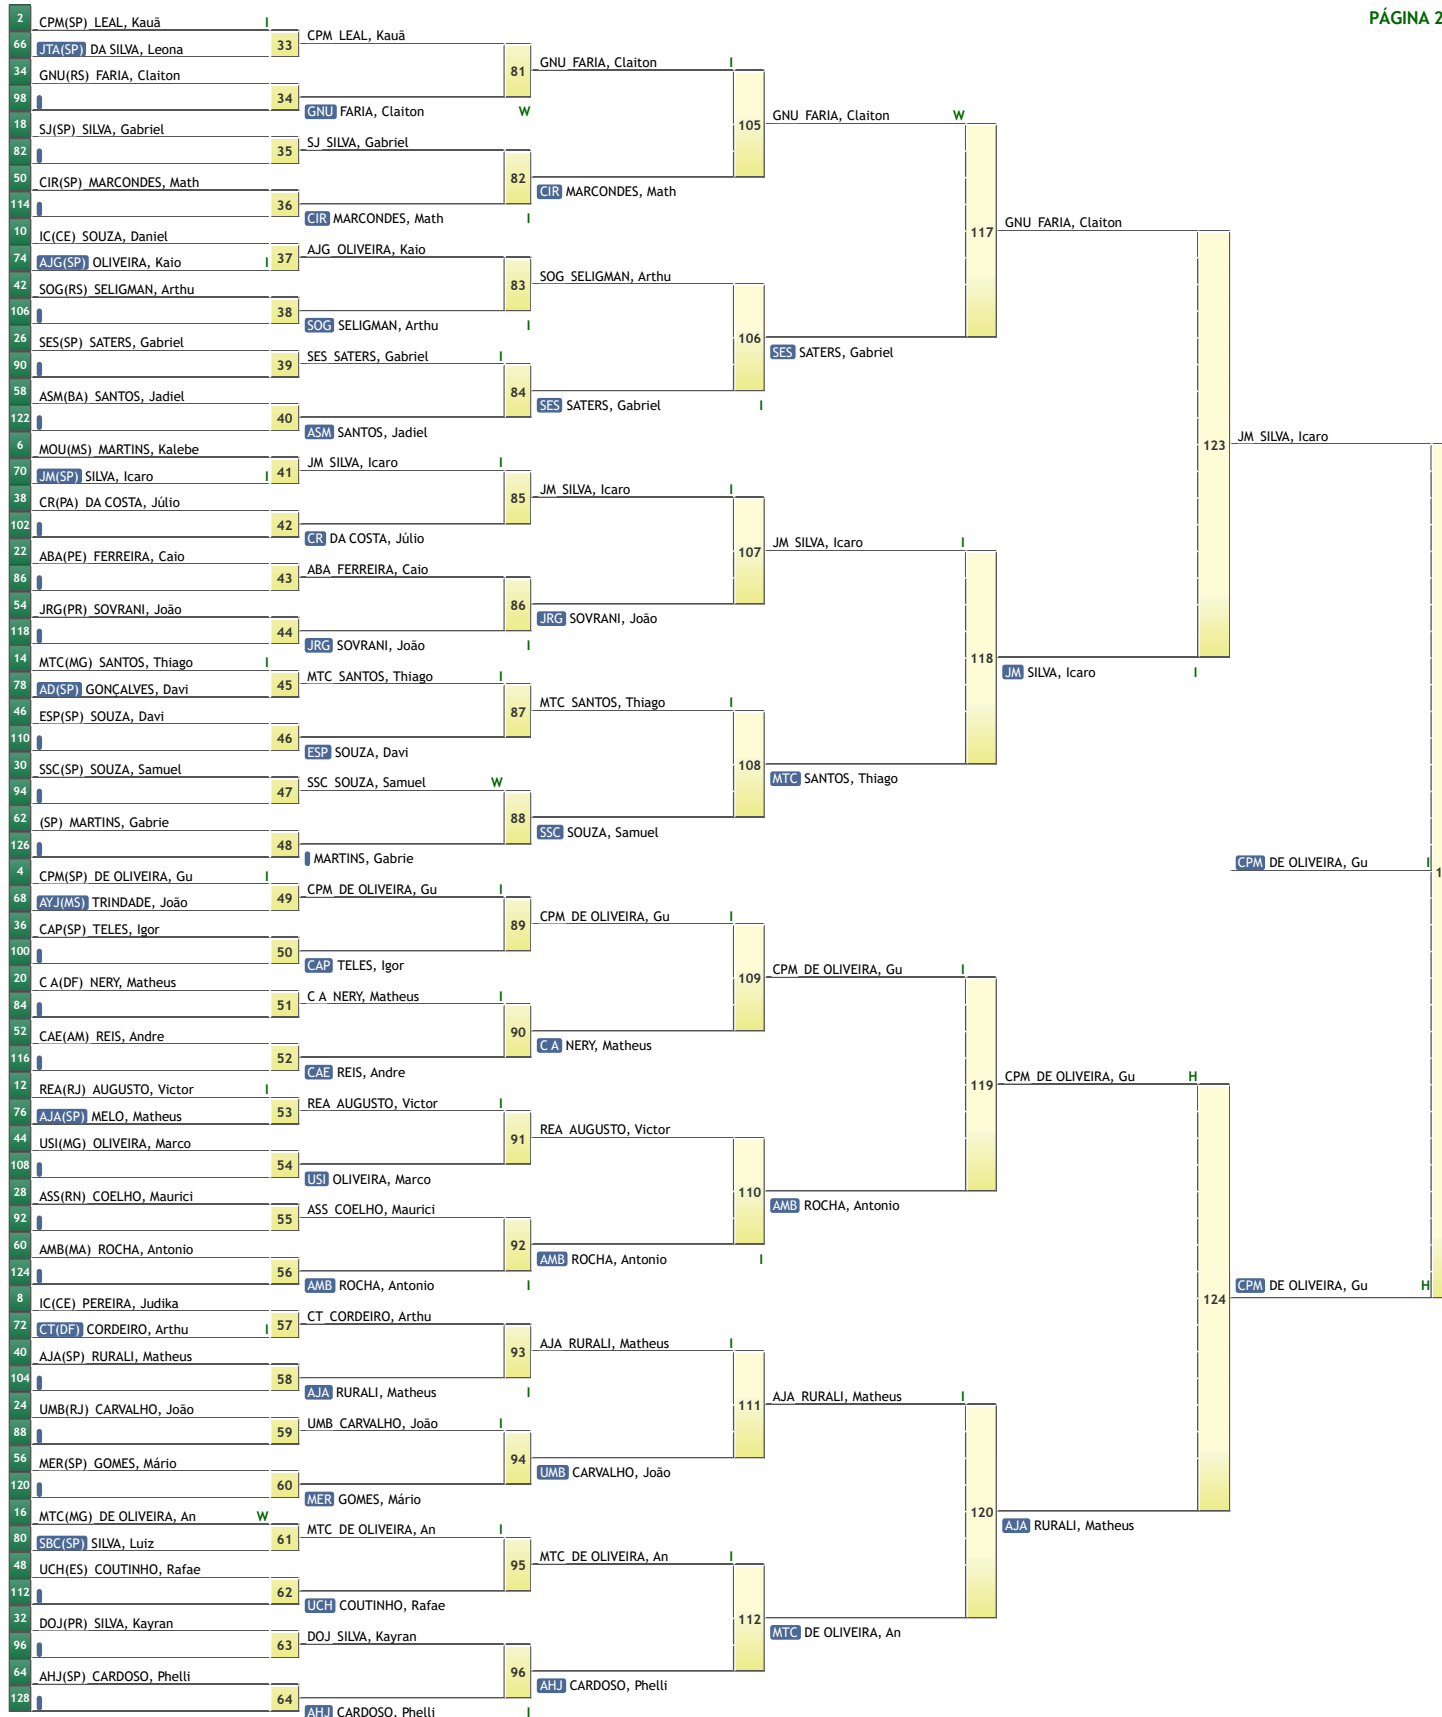 PÁGINA 2
2 CPM(SP) LEAL, Kauã I
66 JTA(SP) DA SILVA, Leona
34 GNU(RS) FARIA, Claiton
98
18 SJ(SP) SILVA, Gabriel
82
50 CIR(SP) MARCONDES, Math
114
10 IC(CE) SOUZA, Daniel
74 AJG(SP) OLIVEIRA, Kaio I
42 SOG(RS) SELIGMAN, Arthu
106
26 SES(SP) SATERS, Gabriel
90
58 ASM(BA) SANTOS, Jadiel
122
6 MOU(MS) MARTINS, Kalebe
70 JM(SP) SILVA, Icaro I
38 CR(PA) DA COSTA, Júlio
102
22 ABA(PE) FERREIRA, Caio
86
54 JRG(PR) SOVRANI, João
118
14 MTC(MG) SANTOS, Thiago I
78 AD(SP) GONÇALVES, Davi
46 ESP(SP) SOUZA, Davi
110
30 SSC(SP) SOUZA, Samuel
94
62 (SP) MARTINS, Gabrie
126
4 CPM(SP) DE OLIVEIRA, Gu I
68 AYJ(MS) TRINDADE, João
36 CAP(SP) TELES, Igor
100
20 C A(DF) NERY, Matheus
84
52 CAE(AM) REIS, Andre
116
12 REA(RJ) AUGUSTO, Victor I
76 AJA(SP) MELO, Matheus
44 USI(MG) OLIVEIRA, Marco
108
28 ASS(RN) COELHO, Maurici
92
60 AMB(MA) ROCHA, Antonio
124
8 IC(CE) PEREIRA, Judika
72 CT(DF) CORDEIRO, Arthu I
40 AJA(SP) RURALI, Matheus
104
24 UMB(RJ) CARVALHO, João
88
56 MER(SP) GOMES, Mário
120
16 MTC(MG) DE OLIVEIRA, An W
80 SBC(SP) SILVA, Luiz
48 UCH(ES) COUTINHO, Rafae
112
32 DOJ(PR) SILVA, Kayran
96
64 AHJ(SP) CARDOSO, Phelli
128
33 CPM LEAL, Kauã
34 GNU FARIA, Claiton W
35 SJ SILVA, Gabriel
36 CIR MARCONDES, Math I
37 AJG OLIVEIRA, Kaio
38 SOG SELIGMAN, Arthu I
39 SES SATERS, Gabriel I
40 ASM SANTOS, Jadiel
41 JM SILVA, Icaro I
42 CR DA COSTA, Júlio
43 ABA FERREIRA, Caio
44 JRG SOVRANI, João I
45 MTC SANTOS, Thiago I
46 ESP SOUZA, Davi
47 SSC SOUZA, Samuel W
48 MARTINS, Gabrie
49 CPM DE OLIVEIRA, Gu I
50 CAP TELES, Igor
51 C A NERY, Matheus I
52 CAE REIS, Andre
53 REA AUGUSTO, Victor I
54 USI OLIVEIRA, Marco
55 ASS COELHO, Maurici
56 AMB ROCHA, Antonio I
57 CT CORDEIRO, Arthu
58 AJA RURALI, Matheus I
59 UMB CARVALHO, João I
60 MER GOMES, Mário
61 MTC DE OLIVEIRA, An I
62 UCH COUTINHO, Rafae
63 DOJ SILVA, Kayran
64 AHJ CARDOSO, Phelli I
81 GNU FARIA, Claiton I
82 CIR MARCONDES, Math
83 SOG SELIGMAN, Arthu
84 SES SATERS, Gabriel I
85 JM SILVA, Icaro I
86 JRG SOVRANI, João
87 MTC SANTOS, Thiago I
88 SSC SOUZA, Samuel
89 CPM DE OLIVEIRA, Gu I
90 C A NERY, Matheus
91 REA AUGUSTO, Victor
92 AMB ROCHA, Antonio I
93 AJA RURALI, Matheus I
94 UMB CARVALHO, João
95 MTC DE OLIVEIRA, An I
96 AHJ CARDOSO, Phelli
105 GNU FARIA, Claiton W
106 SES SATERS, Gabriel
107 JM SILVA, Icaro I
108 MTC SANTOS, Thiago
109 CPM DE OLIVEIRA, Gu I
110 AMB ROCHA, Antonio
111 AJA RURALI, Matheus I
112 MTC DE OLIVEIRA, An
117 GNU FARIA, Claiton
118 JM SILVA, Icaro I
119 CPM DE OLIVEIRA, Gu H
120 AJA RURALI, Matheus
123 JM SILVA, Icaro
CPM DE OLIVEIRA, Gu I
124 CPM DE OLIVEIRA, Gu H